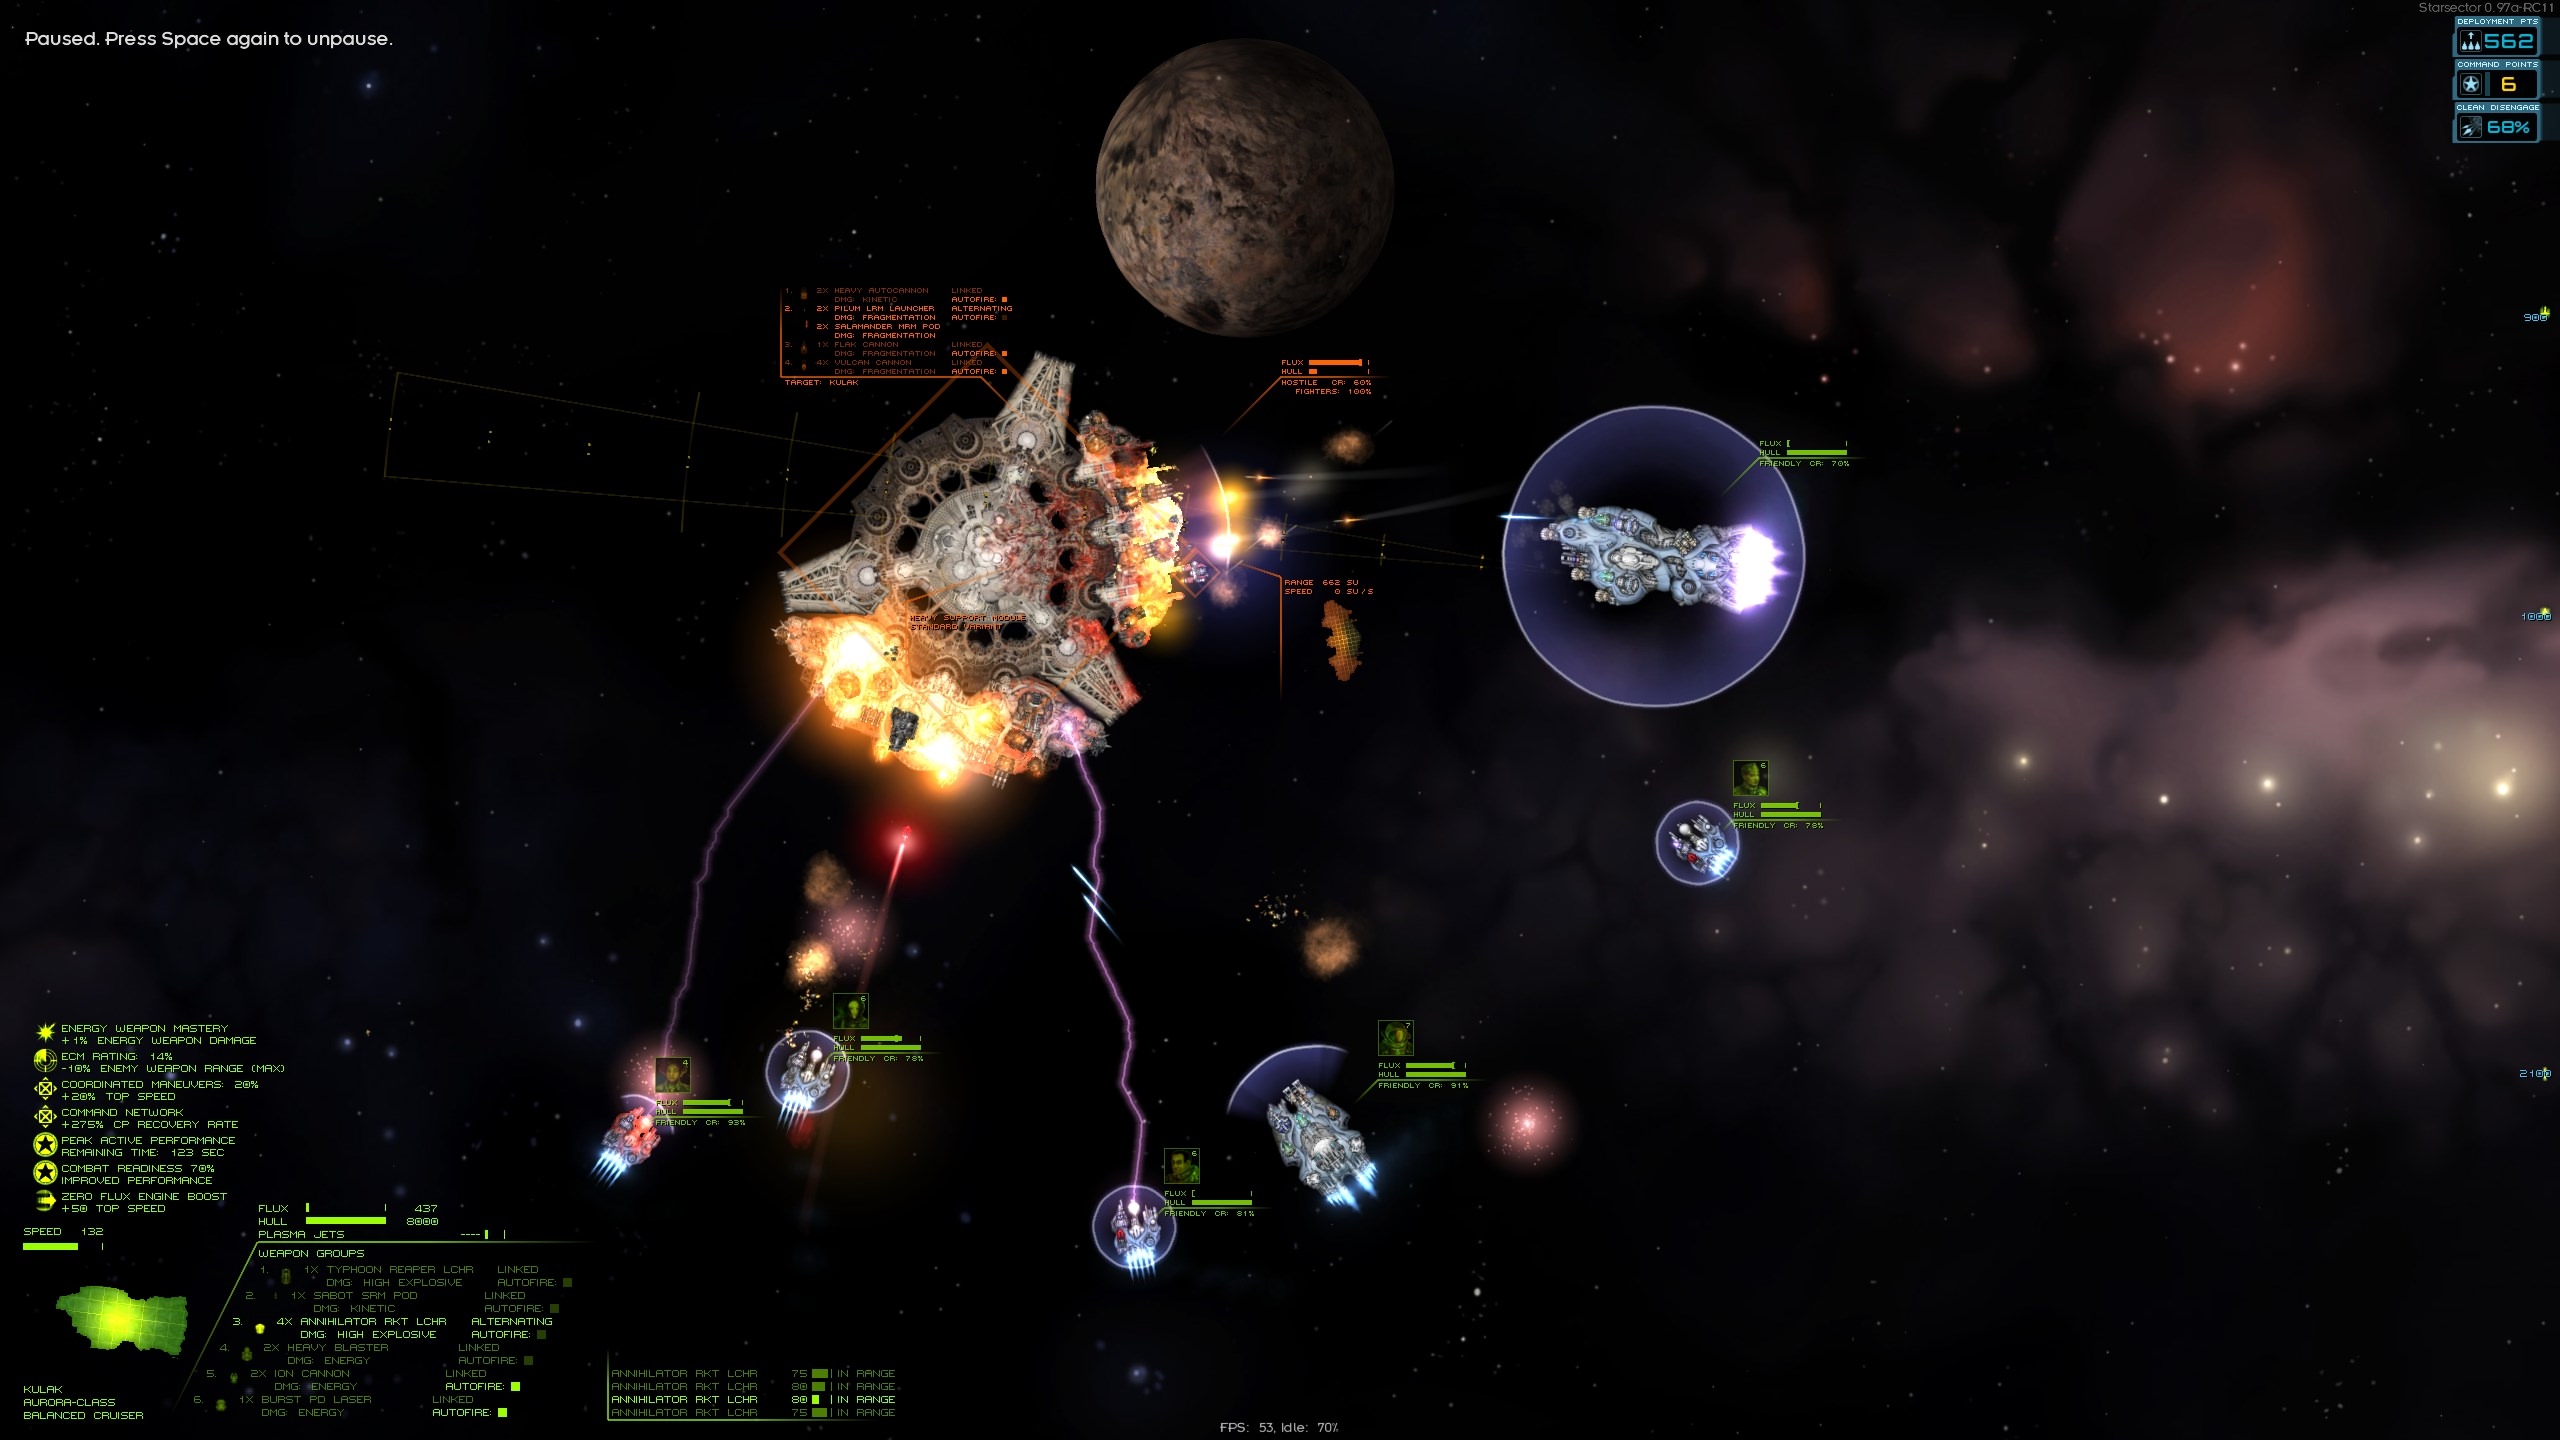 Starsector 0.97a-RC11
Paused. Press Space again to unpause.
DEPLOYMENT PTS
562
COMMAND POINTS
6
CLEAN DISENGAGE
68%
1. 2X HEAVY AUTOCANNON LINKED
DMG: KINETIC AUTOFIRE:
2. 2X PILUM LRM LAUNCHER ALTERNATING
DMG: FRAGMENTATION AUTOFIRE:
2X SALAMANDER MRM POD
DMG: FRAGMENTATION
3. 1X FLAK CANNON LINKED
DMG: FRAGMENTATION AUTOFIRE:
4. 4X VULCAN CANNON LINKED
DMG: FRAGMENTATION AUTOFIRE:
TARGET: KULAK
FLUX
HULL
HOSTILE CR: 60%
FIGHTERS: 100%
FLUX
HULL
FRIENDLY CR: 70%
900
RANGE 662 SU
SPEED 0 SU/S
HEAVY SUPPORT MODULE
STANDARD VARIANT
1000
6
FLUX
HULL
FRIENDLY CR: 78%
6
FLUX
HULL
FRIENDLY CR: 78%
7
FLUX
HULL
FRIENDLY CR: 91%
4
FLUX
HULL
FRIENDLY CR: 93%
6
FLUX
HULL
FRIENDLY CR: 81%
2100
ENERGY WEAPON MASTERY
+1% ENERGY WEAPON DAMAGE
ECM RATING: 14%
-10% ENEMY WEAPON RANGE (MAX)
COORDINATED MANEUVERS: 20%
+20% TOP SPEED
COMMAND NETWORK
+275% CP RECOVERY RATE
PEAK ACTIVE PERFORMANCE
REMAINING TIME: 123 SEC
COMBAT READINESS 70%
IMPROVED PERFORMANCE
ZERO FLUX ENGINE BOOST
+50 TOP SPEED
FLUX 437
HULL 8000
PLASMA JETS
SPEED 132
WEAPON GROUPS
1. 1X TYPHOON REAPER LCHR LINKED
DMG: HIGH EXPLOSIVE AUTOFIRE:
2. 1X SABOT SRM POD LINKED
DMG: KINETIC AUTOFIRE:
3. 4X ANNIHILATOR RKT LCHR ALTERNATING
DMG: HIGH EXPLOSIVE AUTOFIRE:
4. 2X HEAVY BLASTER LINKED
DMG: ENERGY AUTOFIRE:
5. 2X ION CANNON LINKED
DMG: ENERGY AUTOFIRE:
6. 1X BURST PD LASER LINKED
DMG: ENERGY AUTOFIRE:
KULAK
AURORA-CLASS
BALANCED CRUISER
ANNIHILATOR RKT LCHR 75 IN RANGE
ANNIHILATOR RKT LCHR 80 IN RANGE
ANNIHILATOR RKT LCHR 80 IN RANGE
ANNIHILATOR RKT LCHR 75 IN RANGE
FPS: 53, Idle: 70%